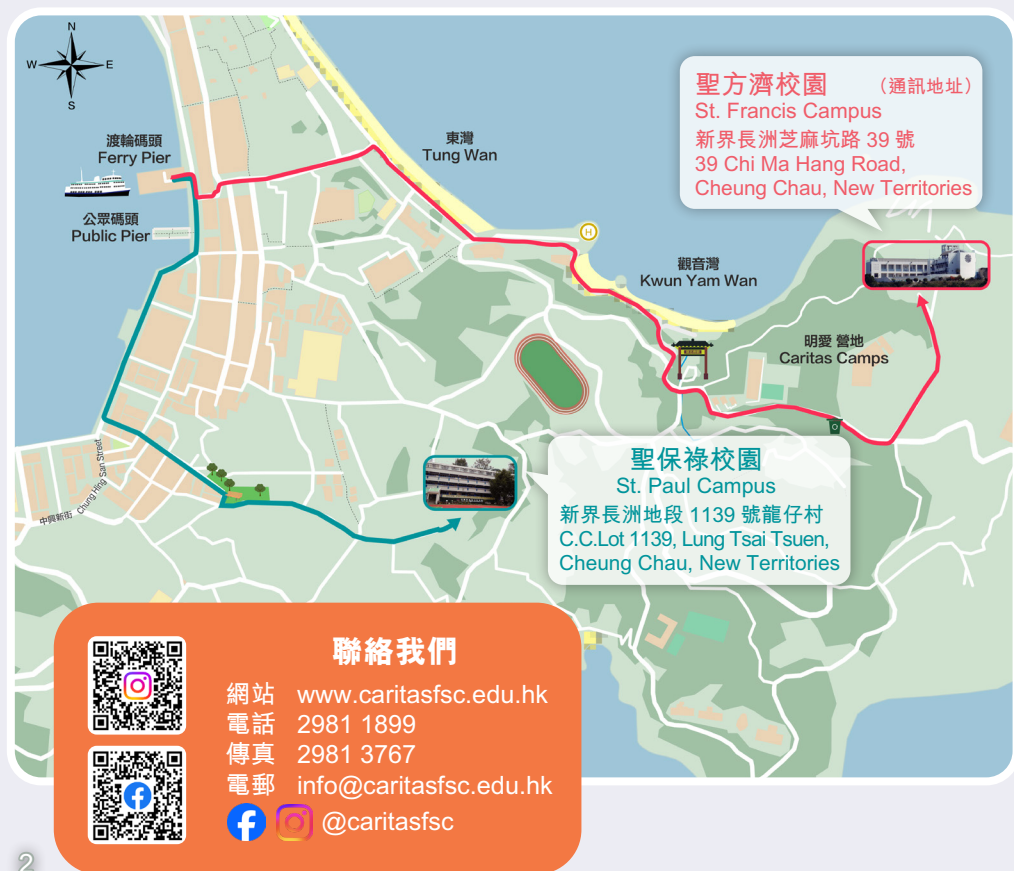 N
W
E
S
渡輪碼頭
Ferry Pier
公眾碼頭
Public Pier
東灣
Tung Wan
H
觀音灣
Kwun Yam Wan
聖方濟校園 （通訊地址）
St. Francis Campus
新界長洲芝麻坑路 39 號
39 Chi Ma Hang Road,
Cheung Chau, New Territories
明愛 營地
Caritas Camps
聖保祿校園
St. Paul Campus
新界長洲地段 1139 號龍仔村
C.C.Lot 1139, Lung Tsai Tsuen,
Cheung Chau, New Territories
中興新街 Chung Hing San Street
聯絡我們
網站 www.caritasfsc.edu.hk
電話 2981 1899
傳真 2981 3767
電郵 info@caritasfsc.edu.hk
@caritasfsc
2